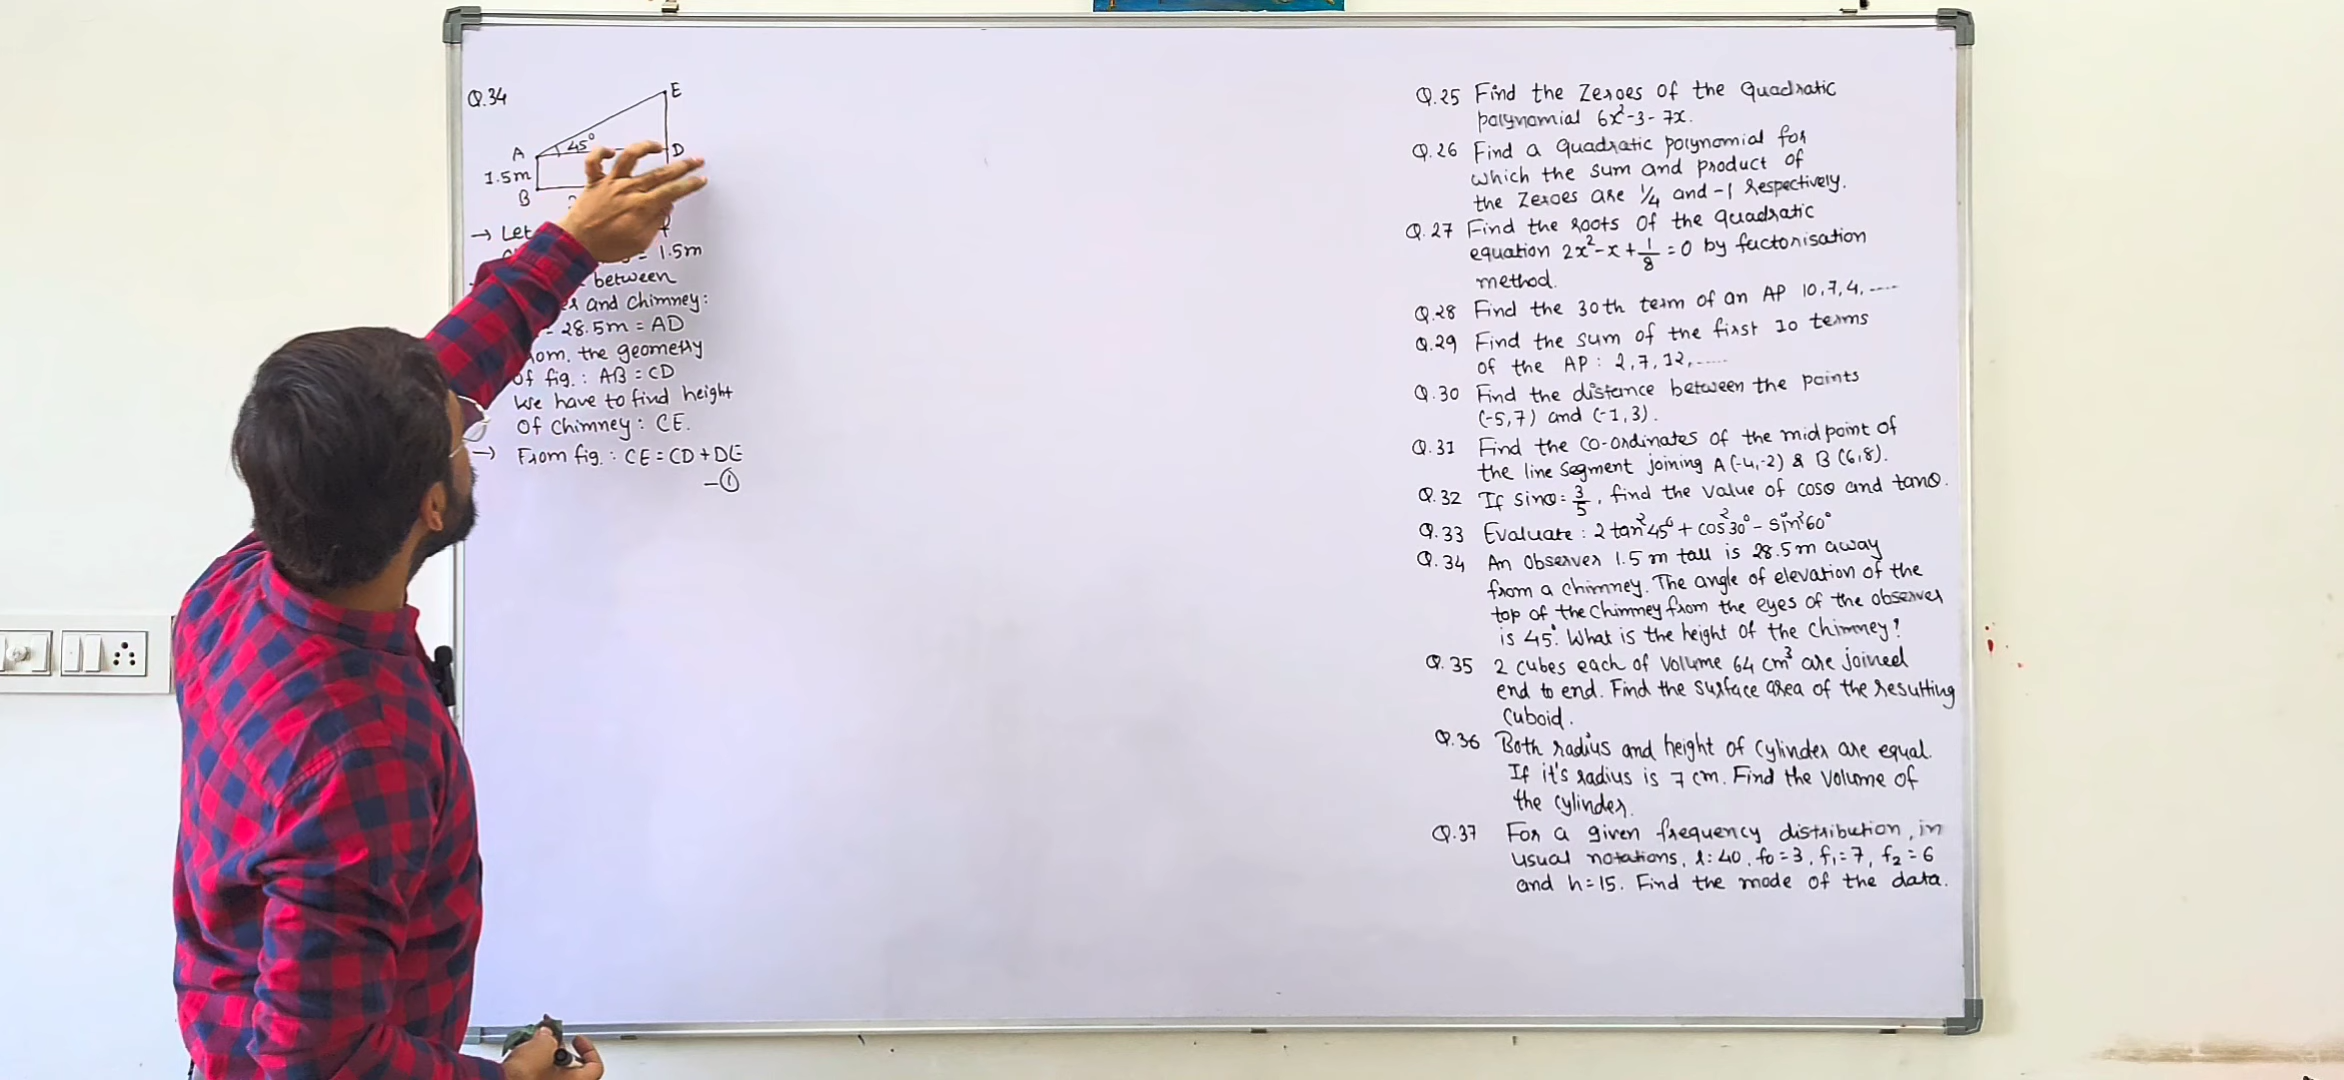 Q.34
E
45°
A
D
1.5m
B
→ Let
= 1.5m
between
and chimney:
28.5m = AD
the geometry
of fig.: AB = CD
We have to find height
of chimney: CE.
→ From fig.: CE = CD + DE
-①
Q.25 Find the zeroes of the quadratic
polynomial 6x²-3-7x.
Q.26 Find a quadratic polynomial for
which the sum and product of
the zeroes are 1/4 and -1 respectively.
Q.27 Find the roots of the quadratic
equation 2x²-x+1/8=0 by factorisation
method.
Q.28 Find the 30th term of an AP 10,7,4,----
Q.29 Find the sum of the first 10 terms
of the AP: 2,7,12,.....
Q.30 Find the distance between the points
(-5,7) and (-1,3).
Q.31 Find the co-ordinates of the midpoint of
the line segment joining A(-4,-2) & B(6,8).
Q.32 If sinθ=3/5, find the value of cosθ and tanθ.
Q.33 Evaluate: 2tan²45°+cos²30°-sin²60°
Q.34 An observer 1.5 m tall is 28.5 m away
from a chimney. The angle of elevation of the
top of the chimney from the eyes of the observer
is 45°. What is the height of the chimney?
Q.35 2 cubes each of volume 64 cm³ are joined
end to end. Find the surface area of the resulting
cuboid.
Q.36 Both radius and height of cylinder are equal.
If it's radius is 7 cm. Find the volume of
the cylinder.
Q.37 For a given frequency distribution, in
usual notations, l=40, f0=3, f₁=7, f₂=6
and h=15. Find the mode of the data.